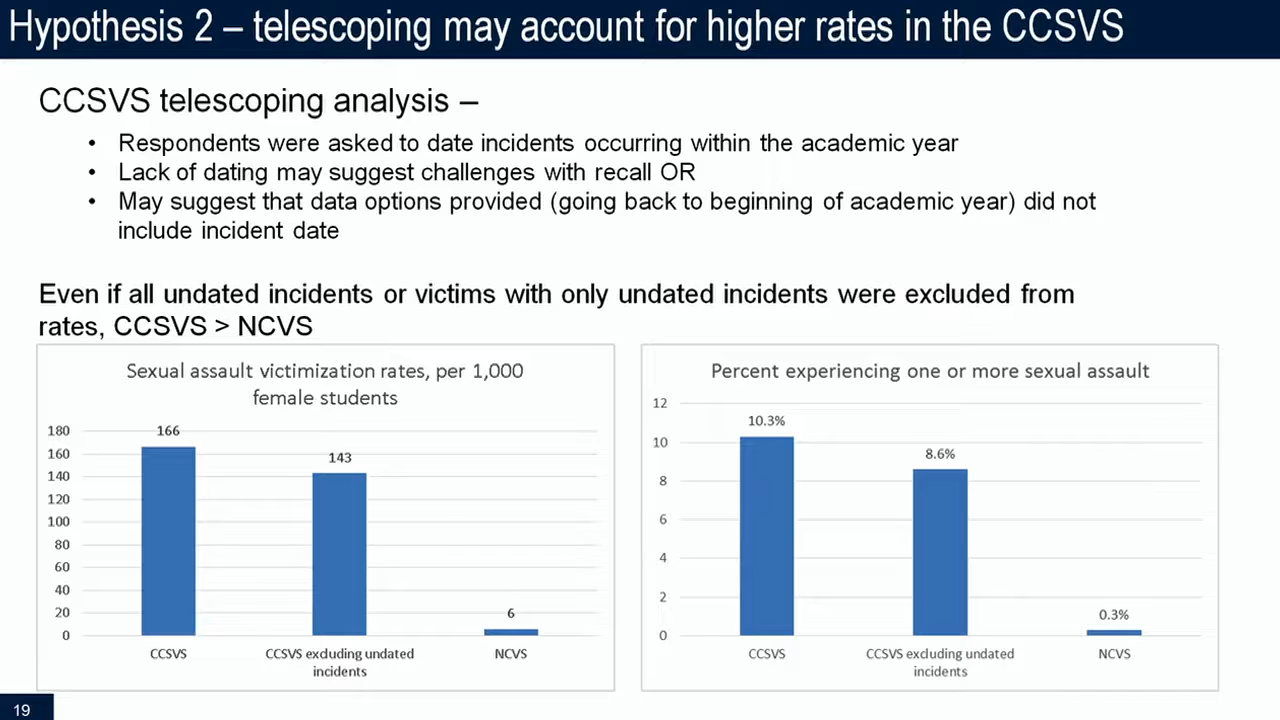 Hypothesis 2 – telescoping may account for higher rates in the CCSVS
CCSVS telescoping analysis –
• Respondents were asked to date incidents occurring within the academic year
• Lack of dating may suggest challenges with recall OR
• May suggest that data options provided (going back to beginning of academic year) did not
include incident date
Even if all undated incidents or victims with only undated incidents were excluded from
rates, CCSVS > NCVS
Sexual assault victimization rates, per 1,000
female students
180
160
140
120
100
80
60
40
20
0
166
143
6
CCSVS
CCSVS excluding undated
incidents
NCVS
Percent experiencing one or more sexual assault
12
10
8
6
4
2
0
10.3%
8.6%
0.3%
CCSVS
CCSVS excluding undated
incidents
NCVS
19